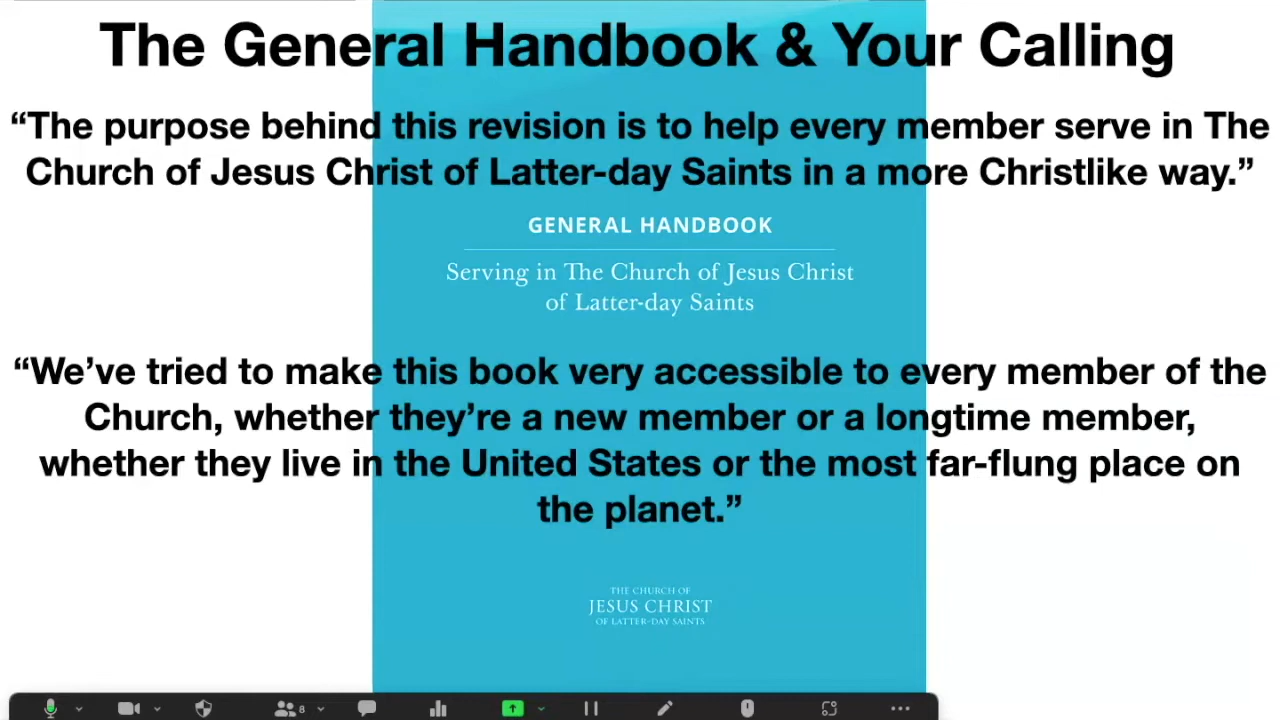 The General Handbook & Your Calling
“The purpose behind this revision is to help every member serve in The
Church of Jesus Christ of Latter-day Saints in a more Christlike way.”
GENERAL HANDBOOK
Serving in The Church of Jesus Christ
of Latter-day Saints
“We’ve tried to make this book very accessible to every member of the
Church, whether they’re a new member or a longtime member,
whether they live in the United States or the most far-flung place on
the planet.”
THE CHURCH OF
JESUS CHRIST
OF LATTER-DAY SAINTS
8